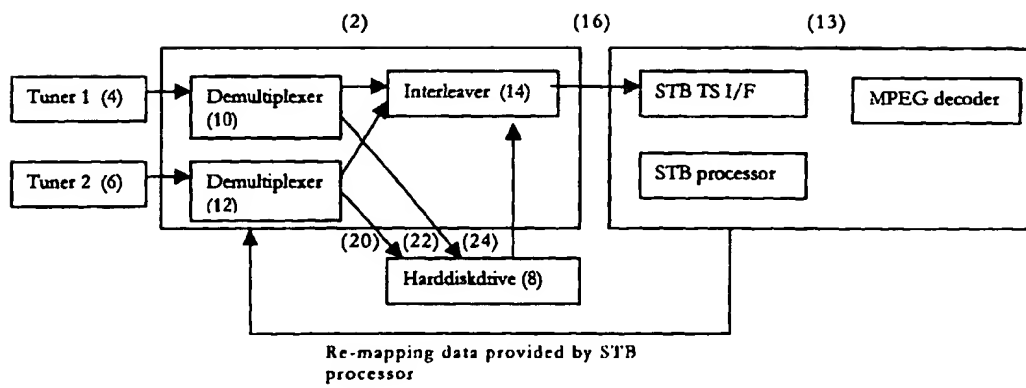 (2) (16) (13)
Tuner 1 (4)
Demultiplexer
(10)
Interleaver (14)
STB TS I/F
MPEG decoder
Tuner 2 (6)
Demultiplexer
(12)
STB processor
(20) (22) (24)
Harddiskdrive (8)
Re-mapping data provided by STB
processor